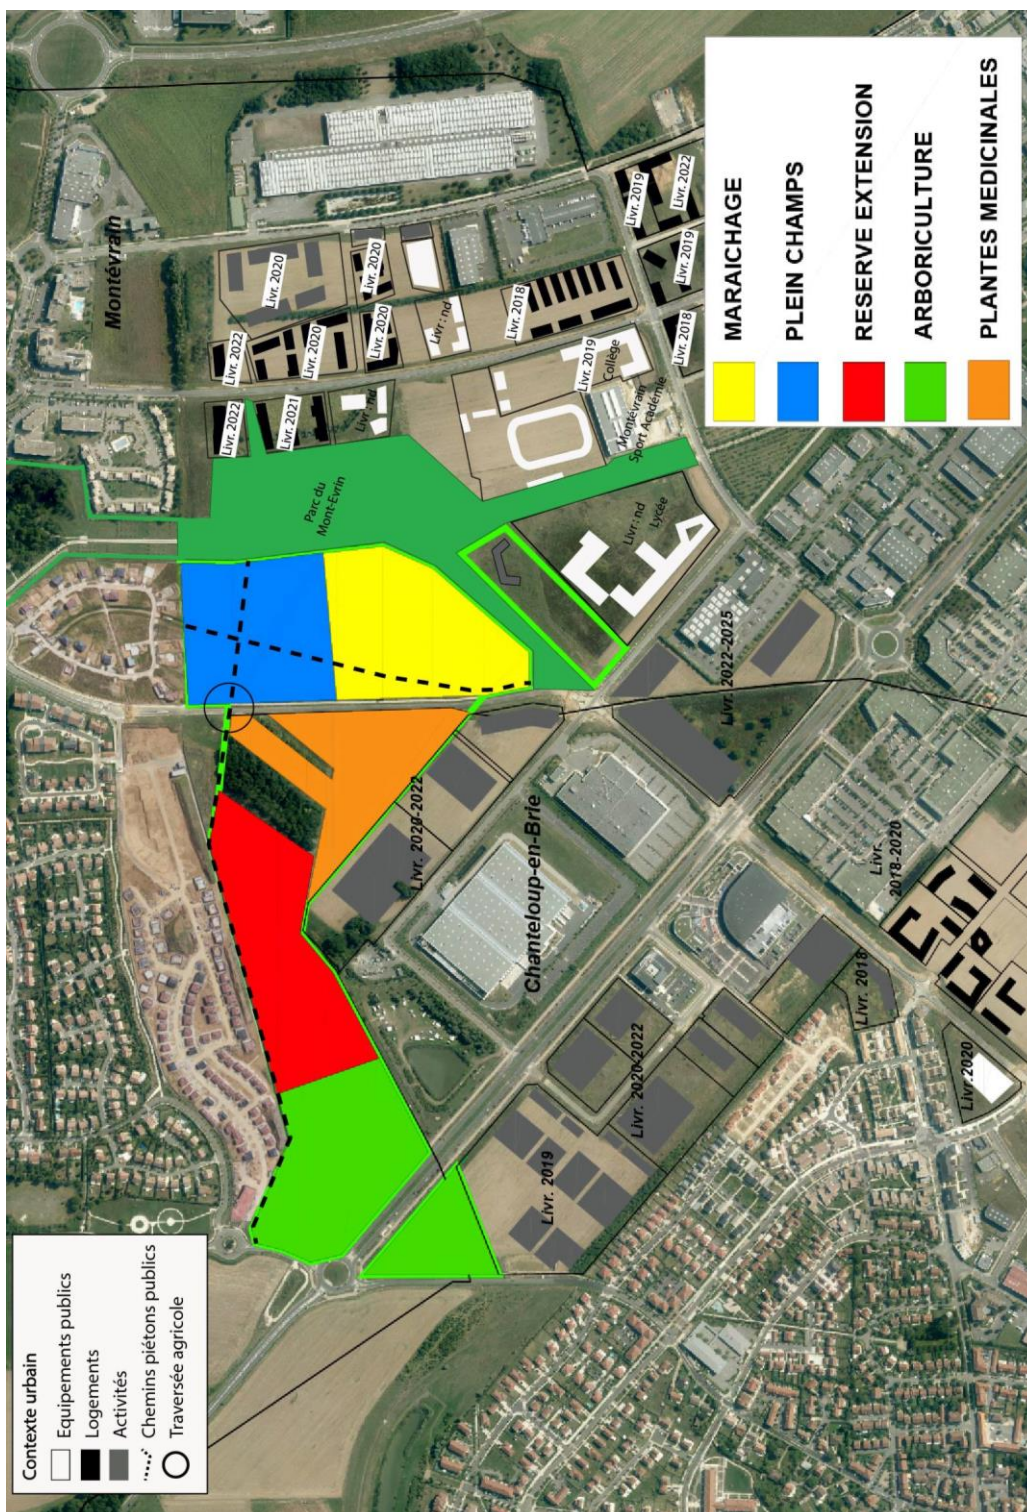 Contexte urbain
Equipements publics
Logements
Activités
Chemins piétons publics
Traversée agricole
Montévrain
Livr. 2022
Livr. 2022
Livr. 2020
Livr. 2021
Livr. 2020
Livr. 2020
Livr. 2020
Livr : nd
Livr : nd
Parc du
Mont-Evrin
Livr. 2018
Livr. 2019
Collège
Montévrain
Sport Académie
Livr. 2019
Livr. 2022
Livr. 2019
Livr. 2018
Livr : nd
Lycée
Livr. 2022-2025
Livr. 2020-2022
Chanteloup-en-Brie
Livr.
2018-2020
Livr. 2018
Livr. 2020-2022
Livr. 2019
Livr.2020
MARAICHAGE
PLEIN CHAMPS
RESERVE EXTENSION
ARBORICULTURE
PLANTES MEDICINALES